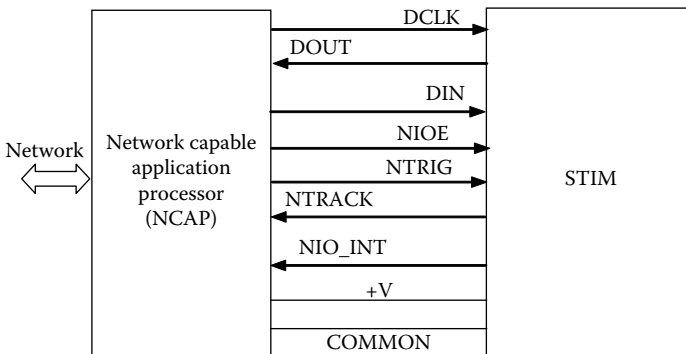 DCLK
DOUT
DIN
NIOE
NTRIG
NTRACK
NIO_INT
+V
COMMON
Network
Network capable
application
processor
(NCAP)
STIM